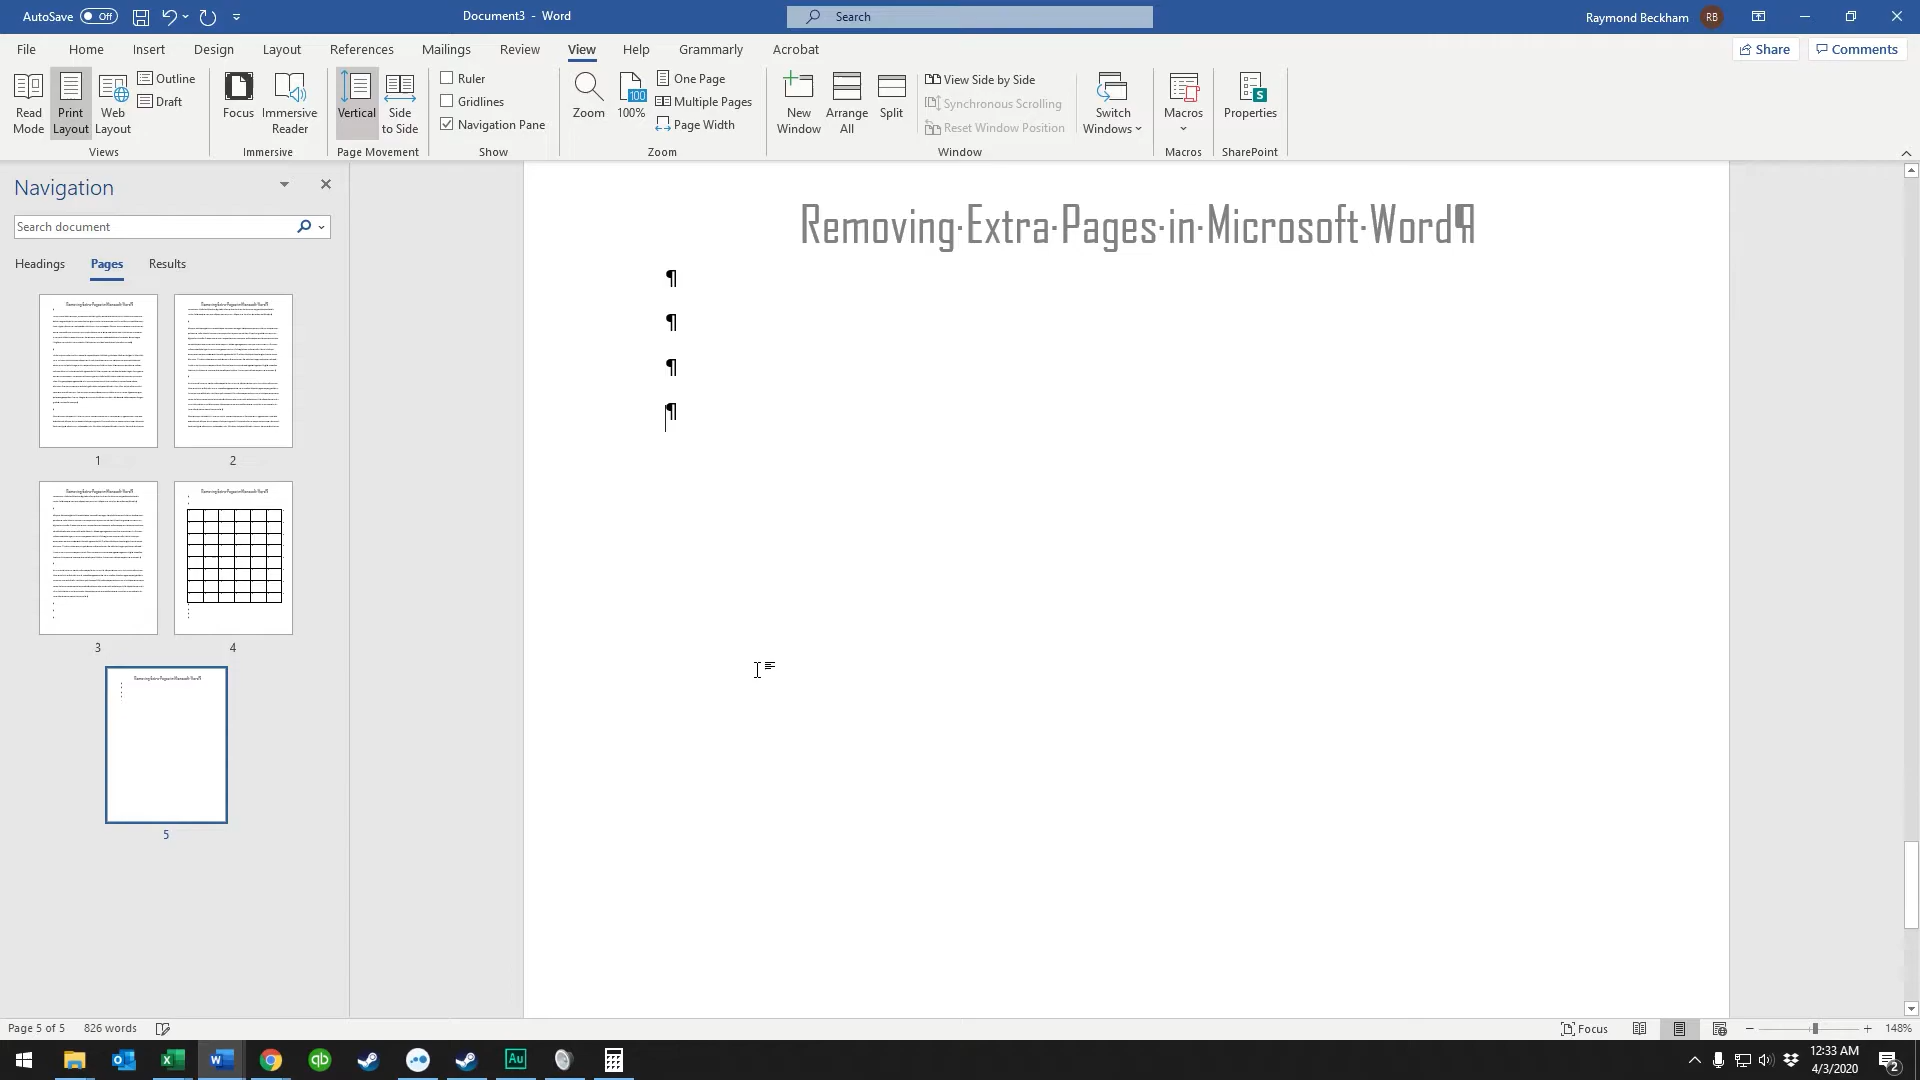 AutoSave Off
Document3 - Word
Search
Raymond Beckham RB
File Home Insert Design Layout References Mailings Review View Help Grammarly Acrobat
Share Comments
Read Mode
Print Layout
Web Layout
Outline
Draft
Views
Focus
Immersive Reader
Immersive
Vertical
Side to Side
Page Movement
Ruler
Gridlines
Navigation Pane
Show
Zoom
100
100%
One Page
Multiple Pages
Page Width
Zoom
New Window
Arrange All
Split
View Side by Side
Synchronous Scrolling
Reset Window Position
Window
Switch Windows
Macros
Macros
Properties
SharePoint
Navigation
Search document
Headings Pages Results
1
2
3
4
5
Removing·Extra·Pages·in·Microsoft·Word¶
¶
¶
¶
¶
Page 5 of 5 826 words
Focus
148%
12:33 AM
4/3/2020
2